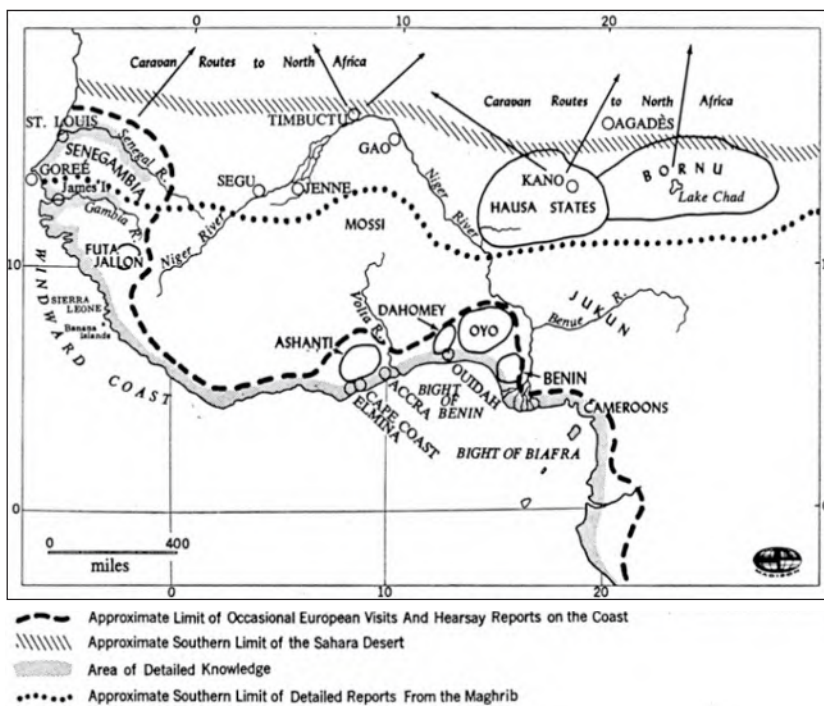 0
10
20
Caravan Routes to North Africa
Caravan Routes to North Africa
ST. LOUIS
Senegal R.
SENEGAMBIA
GOREÉ
James I.
Gambia R.
FUTA
JALLON
TIMBUCTU
GAO
SEGU
JENNE
Niger River
Niger River
MOSSI
AGADÈS
KANO
HAUSA STATES
BORNU
Lake Chad
10
WINDWARD COAST
SIERRA
LEONE
Banana
Islands
Volta R.
DAHOMEY
ASHANTI
OYO
JUKUN
Benue R.
BENIN
OUIDAH
ACCRA
CAPE COAST
ELMINA
BIGHT
OF
BENIN
CAMEROONS
BIGHT OF BIAFRA
0
0 400
miles
0
10
20
MADISON
Approximate Limit of Occasional European Visits And Hearsay Reports on the Coast
Approximate Southern Limit of the Sahara Desert
Area of Detailed Knowledge
Approximate Southern Limit of Detailed Reports From the Maghrib